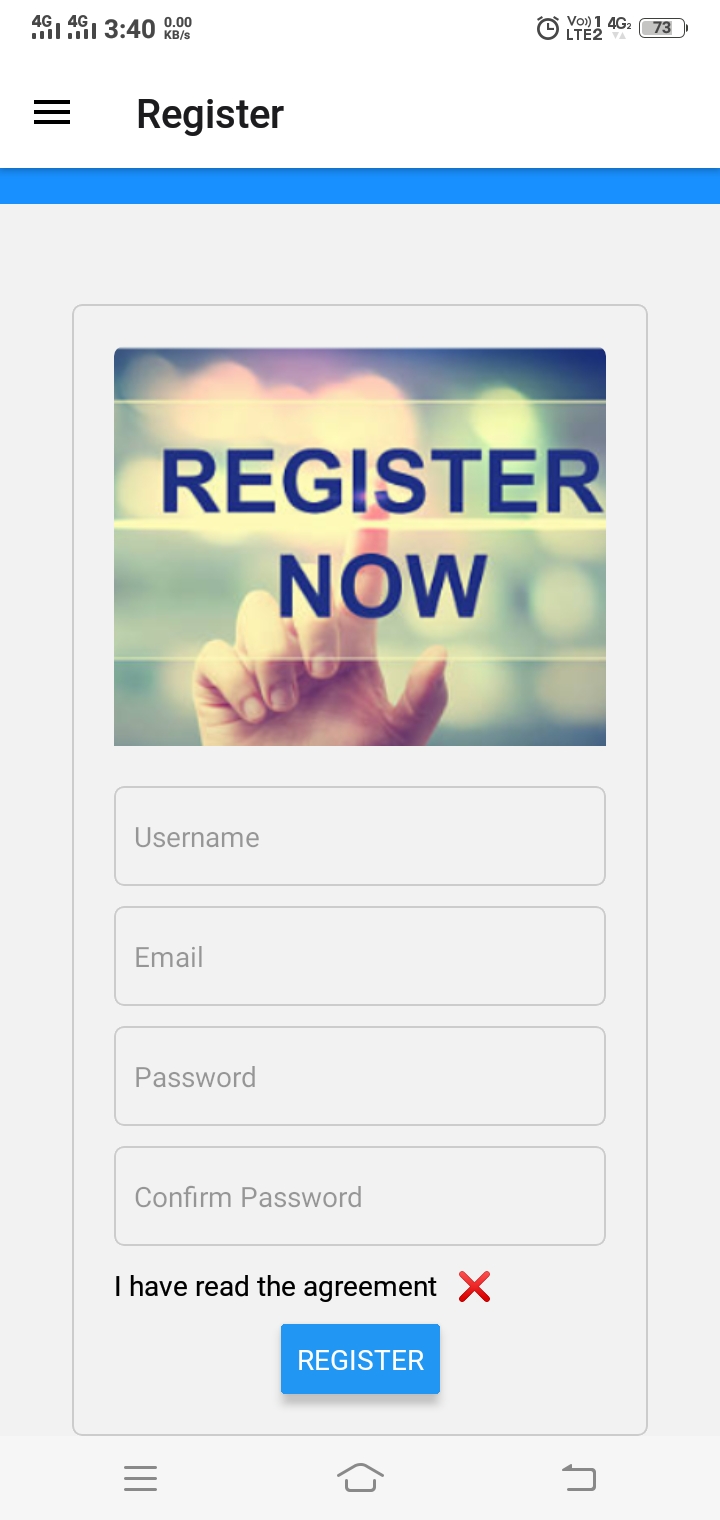 4G 4G 3:40 0.00 KB/s Vo)) 1 LTE2 4G2 73
Register
REGISTER
NOW
Username
Email
Password
Confirm Password
I have read the agreement ❌
REGISTER